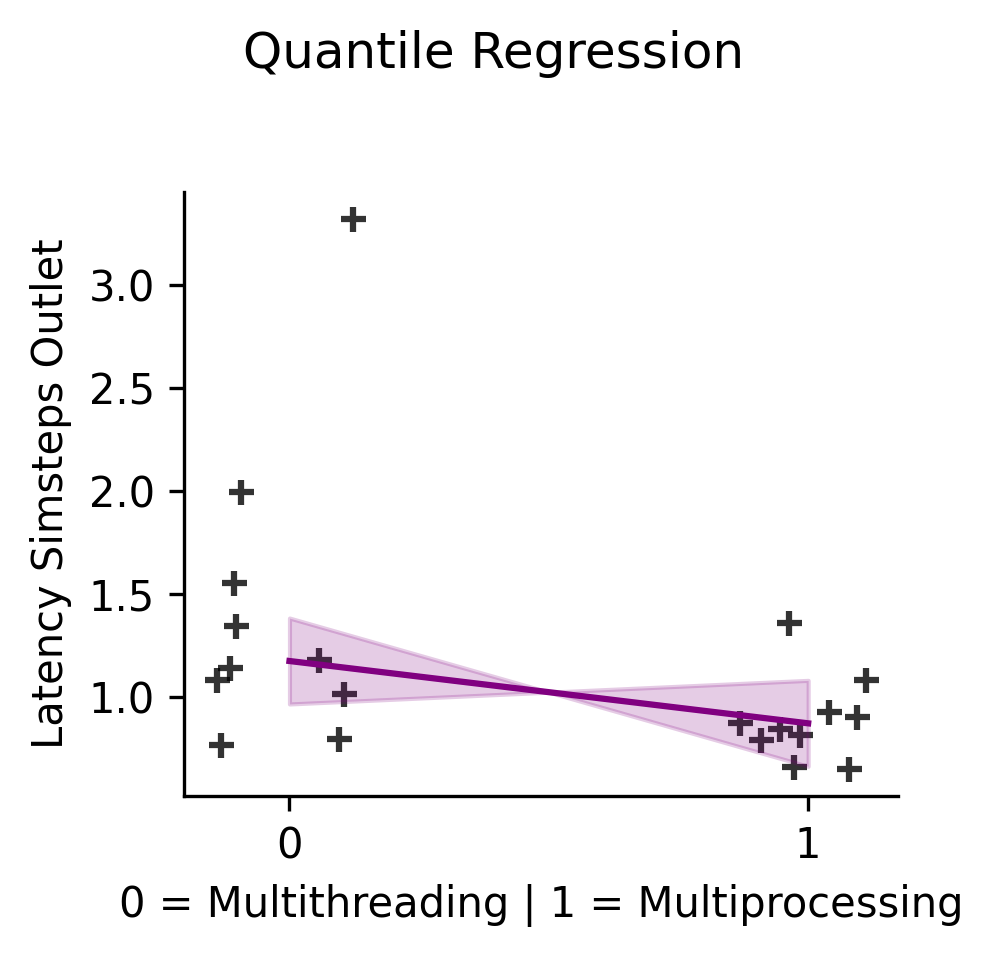 Quantile Regression
Latency Simsteps Outlet
3.0
2.5
2.0
1.5
1.0
0 1
0 = Multithreading | 1 = Multiprocessing